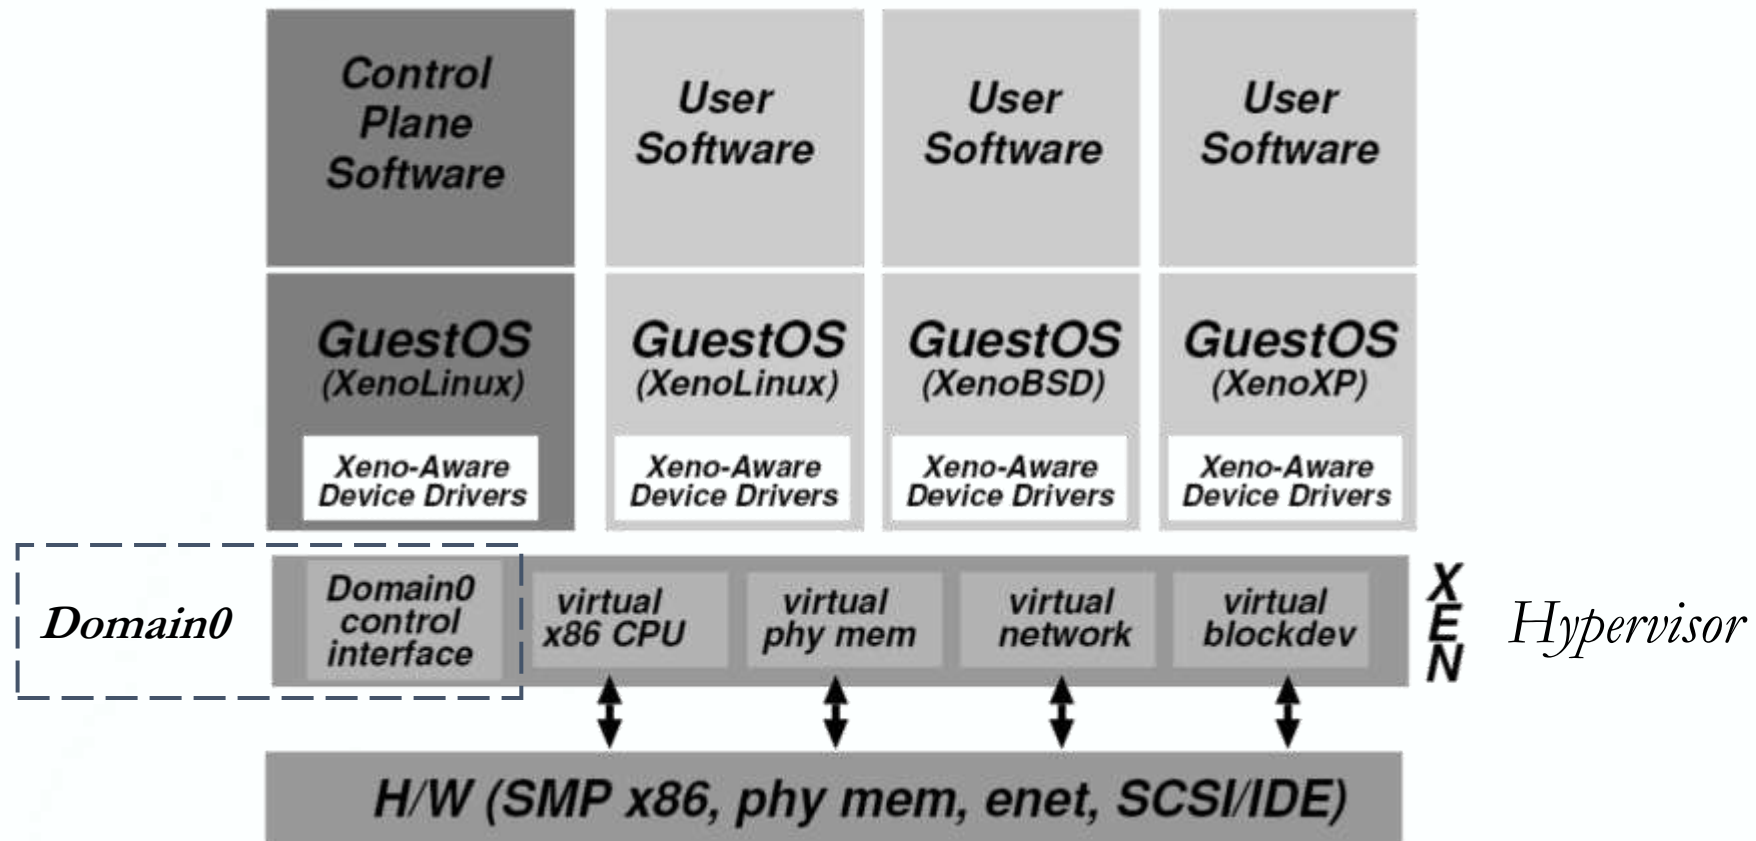 Control
Plane
Software
User
Software
User
Software
User
Software
GuestOS
(XenoLinux)
Xeno-Aware
Device Drivers
GuestOS
(XenoLinux)
Xeno-Aware
Device Drivers
GuestOS
(XenoBSD)
Xeno-Aware
Device Drivers
GuestOS
(XenoXP)
Xeno-Aware
Device Drivers
Domain0
Domain0
control
interface
virtual
x86 CPU
virtual
phy mem
virtual
network
virtual
blockdev
X
E
N
Hypervisor
H/W (SMP x86, phy mem, enet, SCSI/IDE)